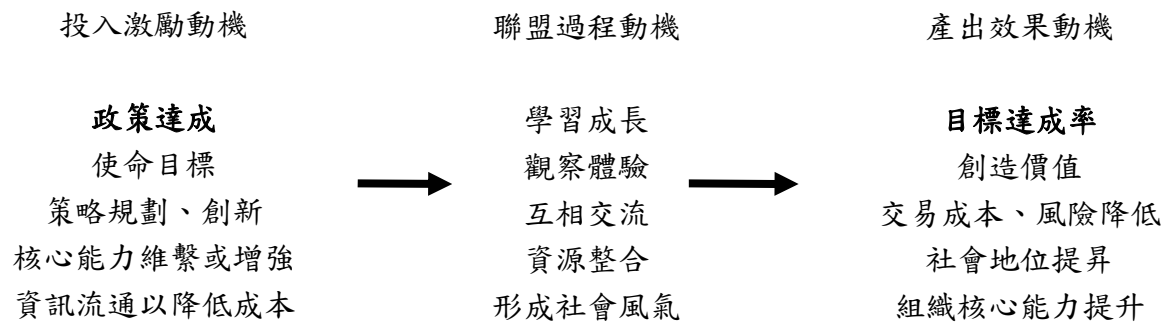 投入激勵動機
聯盟過程動機
產出效果動機
政策達成
使命目標
策略規劃、創新
核心能力維繫或增強
資訊流通以降低成本
學習成長
觀察體驗
互相交流
資源整合
形成社會風氣
目標達成率
創造價值
交易成本、風險降低
社會地位提昇
組織核心能力提升